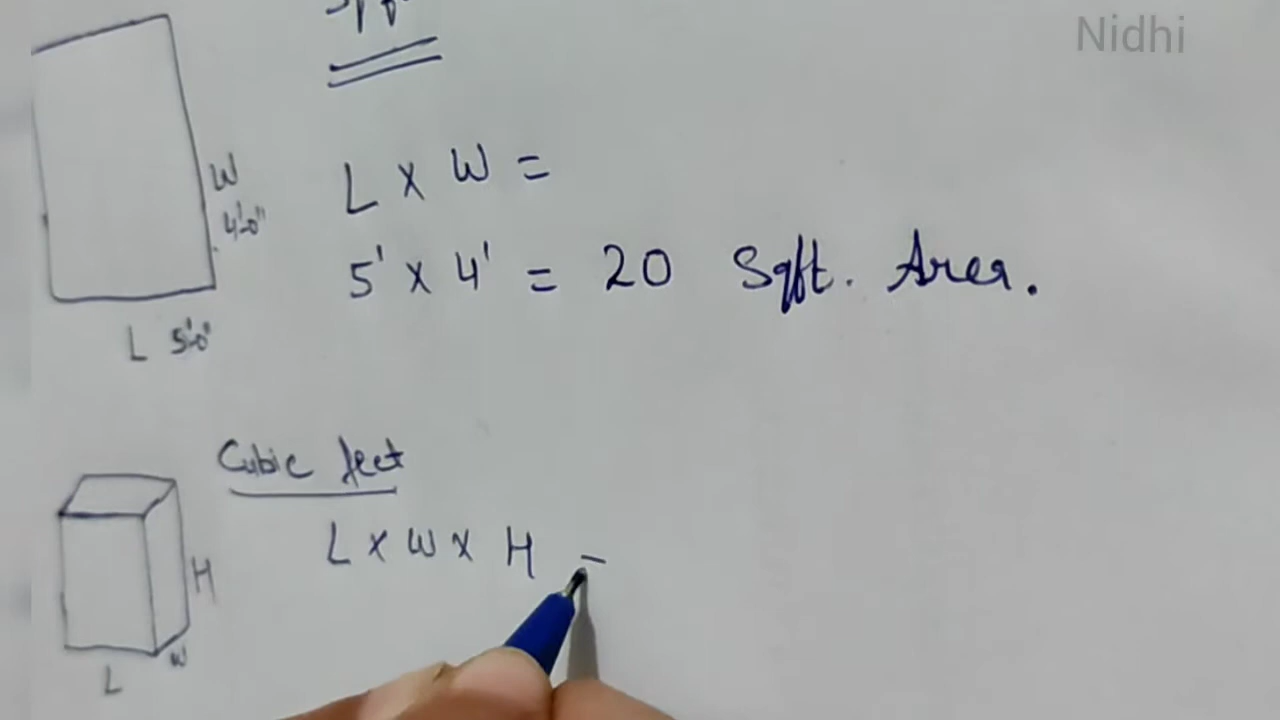 Nidhi
L x W =
5' x 4' = 20 Sqft. Area.
W
4'-0"
L 5'-0"
Cubic feet
L x W x H -
H
W
L